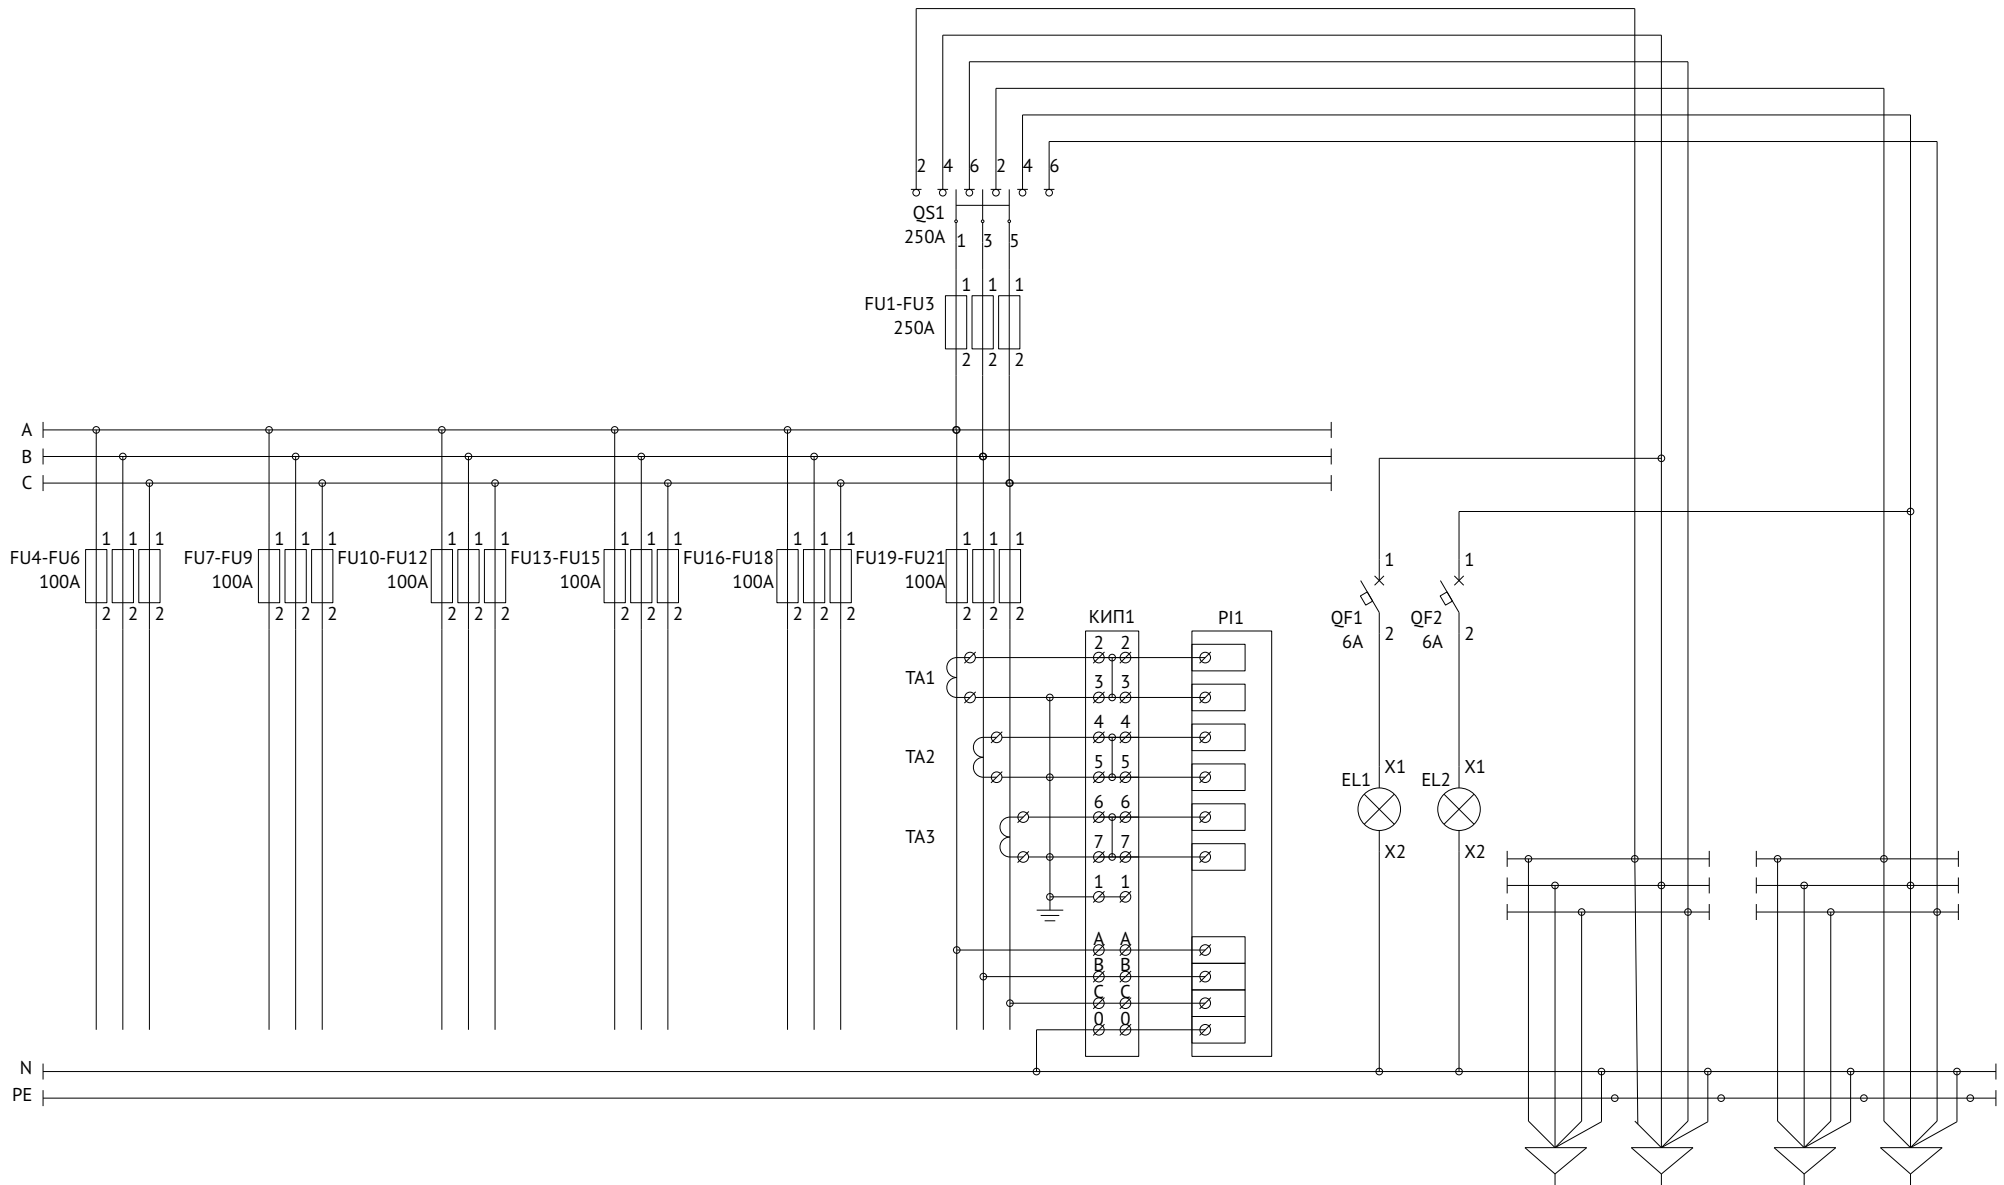 2 4 6 2 4 6
QS1
250A
1 3 5
1 1 1
FU1-FU3
250A
2 2 2
A
B
C
1 1 1 1 1 1 1 1 1 1 1 1 1 1 1 1 1 1
FU4-FU6 FU7-FU9 FU10-FU12 FU13-FU15 FU16-FU18 FU19-FU21
100A 100A 100A 100A 100A 100A
2 2 2 2 2 2 2 2 2 2 2 2 2 2 2 2 2 2
1 1
QF1 QF2
6A 6A
2 2
КИП1 PI1
2 2
TA1
3 3
4 4
TA2
5 5
6 6
TA3
7 7
1 1
A A
B B
C C
0 0
X1 X1
EL1 EL2
X2 X2
N
PE